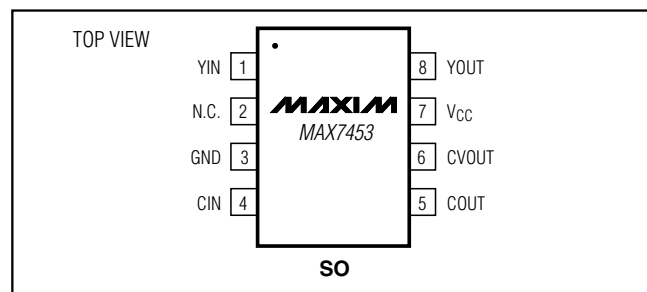 TOP VIEW
YIN 1
8 YOUT
N.C. 2
MAXIM
7 VCC
MAX7453
GND 3
6 CVOUT
CIN 4
5 COUT
SO